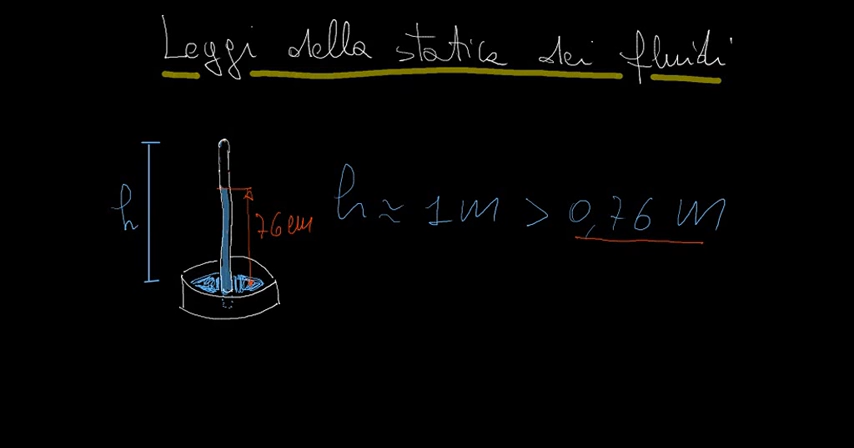 Leggi della statica dei fluidi
h
76 cm
h ≈ 1 m > 0,76 m